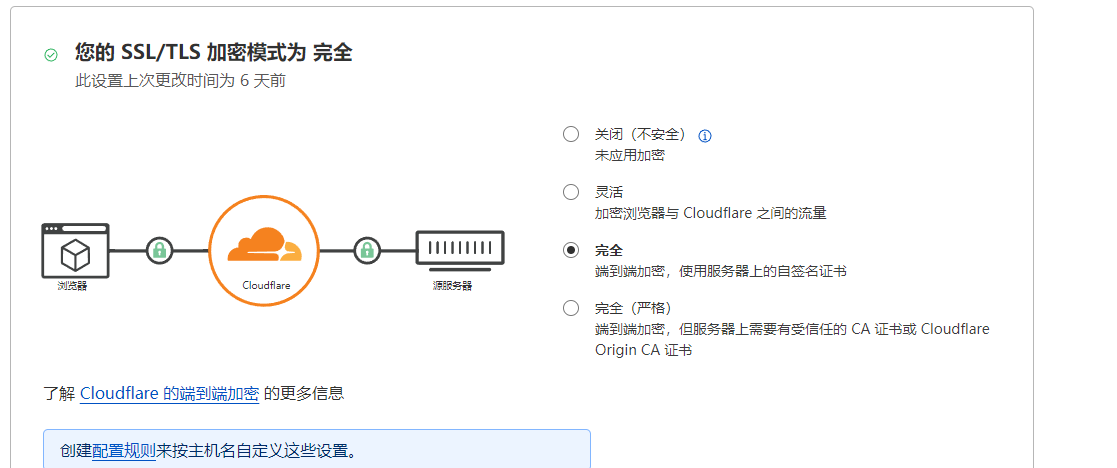 您的 SSL/TLS 加密模式为 完全
此设置上次更改时间为 6 天前
关闭（不安全）
未应用加密
灵活
加密浏览器与 Cloudflare 之间的流量
完全
端到端加密，使用服务器上的自签名证书
完全（严格）
端到端加密，但服务器上需要有受信任的 CA 证书或 Cloudflare
Origin CA 证书
浏览器
Cloudflare
源服务器
了解 Cloudflare 的端到端加密 的更多信息
创建配置规则来按主机名自定义这些设置。